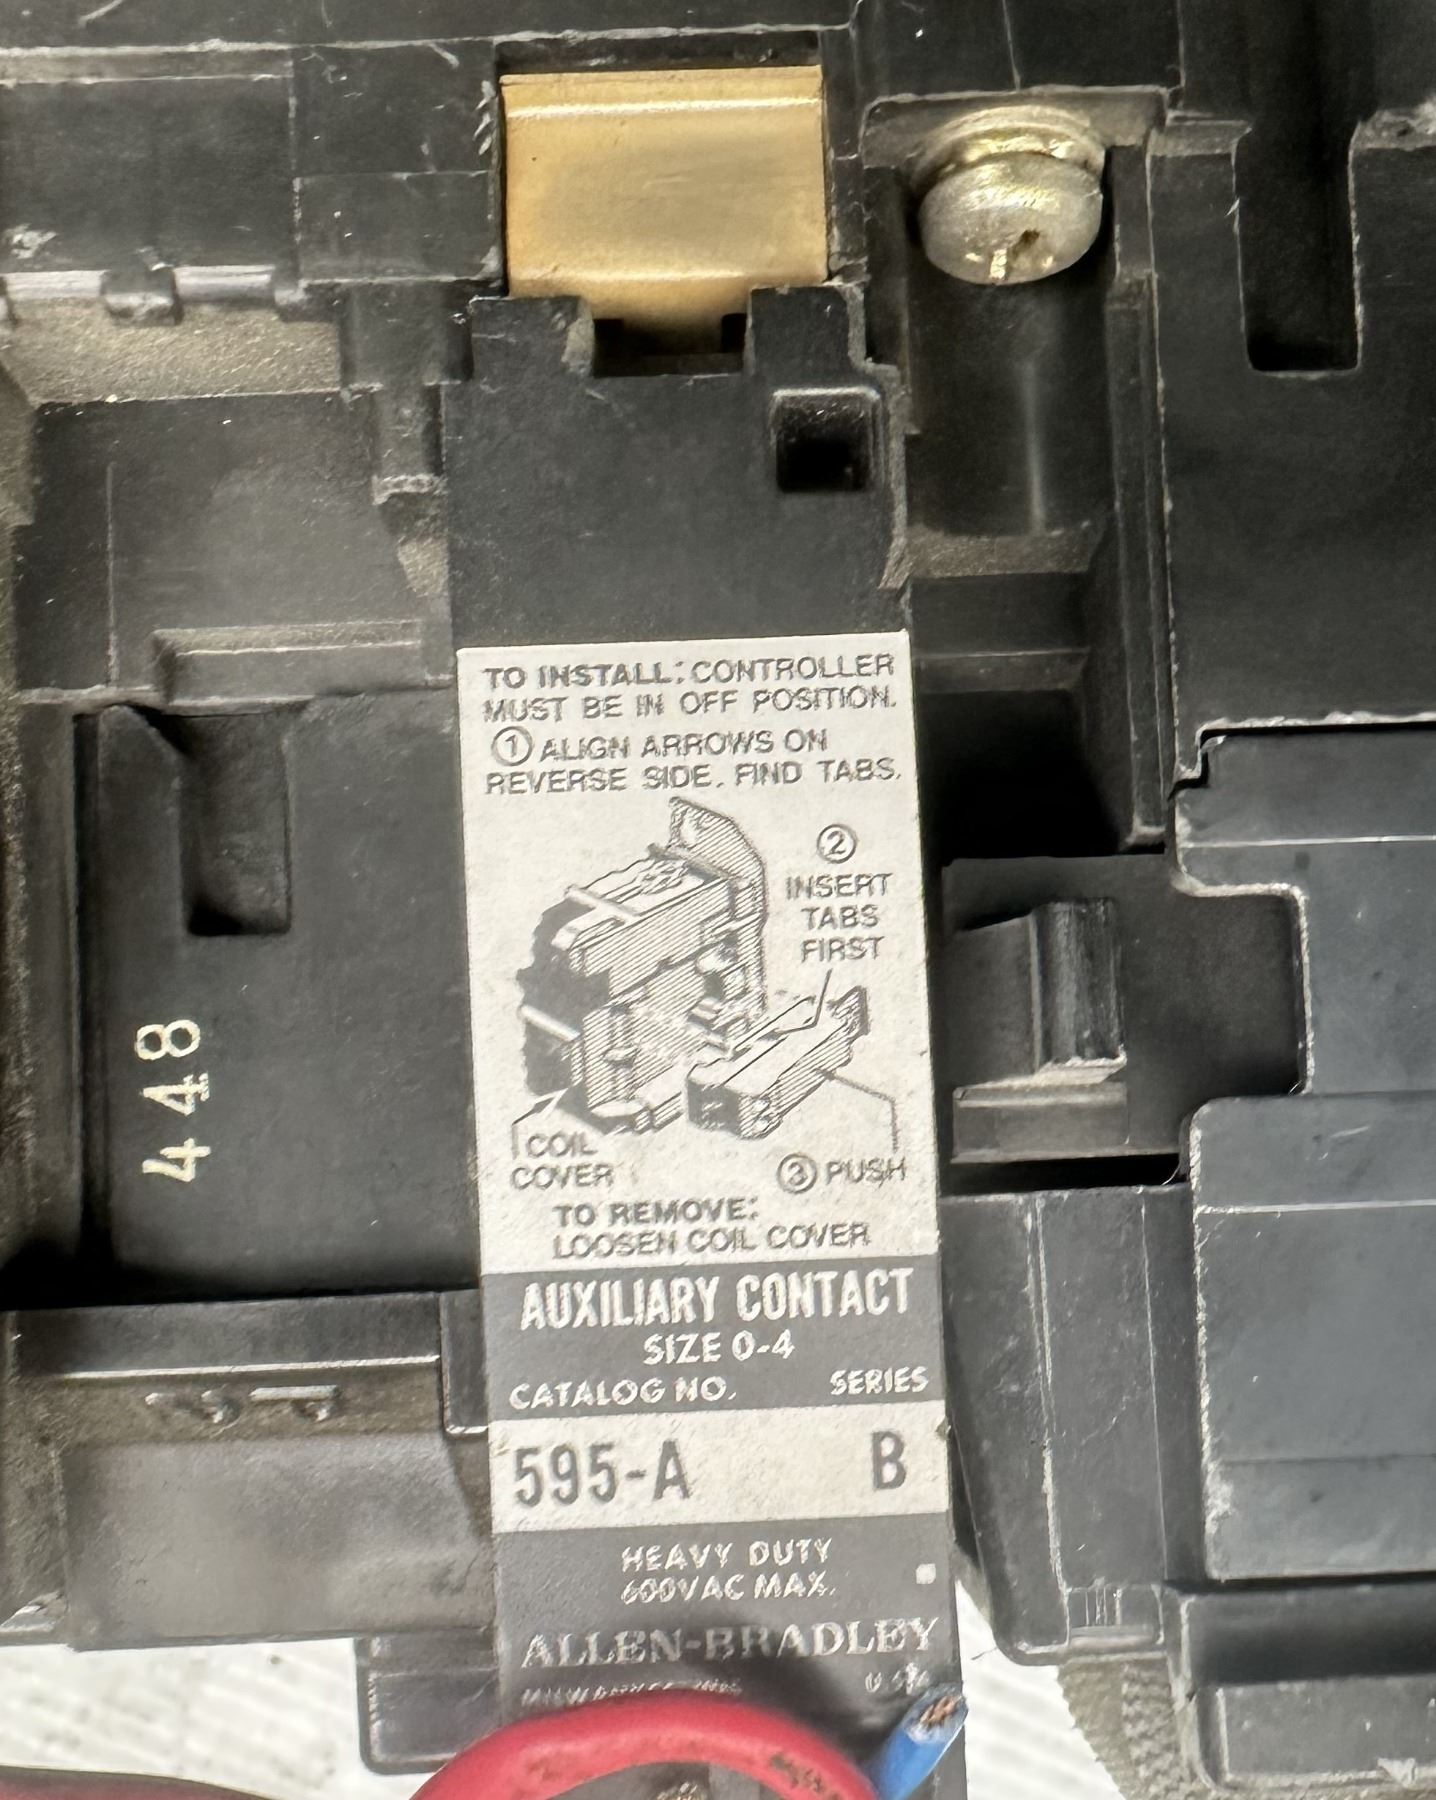 TO INSTALL: CONTROLLER
MUST BE IN OFF POSITION.
① ALIGN ARROWS ON
REVERSE SIDE. FIND TABS.
②
INSERT
TABS
FIRST
COIL
COVER
③ PUSH
TO REMOVE:
LOOSEN COIL COVER
AUXILIARY CONTACT
SIZE 0-4
CATALOG NO. SERIES
595-A B
HEAVY DUTY
600VAC MAX.
ALLEN-BRADLEY
448